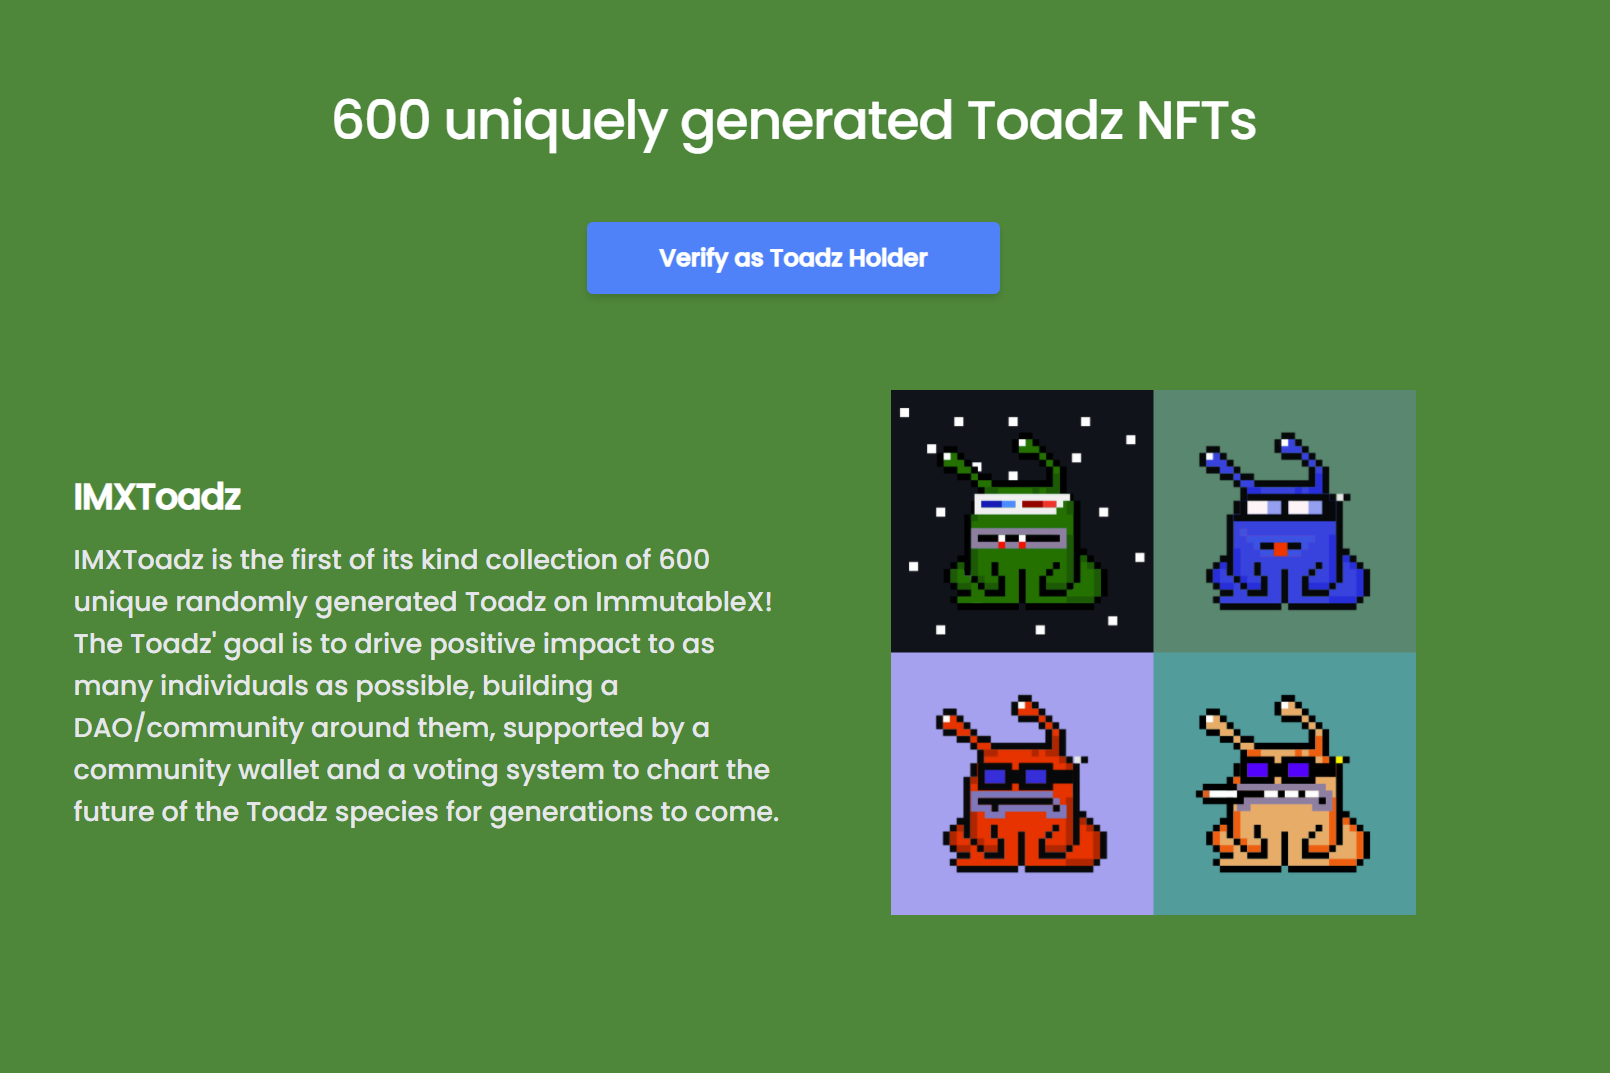 600 uniquely generated Toadz NFTs
Verify as Toadz Holder
IMXToadz
IMXToadz is the first of its kind collection of 600
unique randomly generated Toadz on ImmutableX!
The Toadz' goal is to drive positive impact to as
many individuals as possible, building a
DAO/community around them, supported by a
community wallet and a voting system to chart the
future of the Toadz species for generations to come.